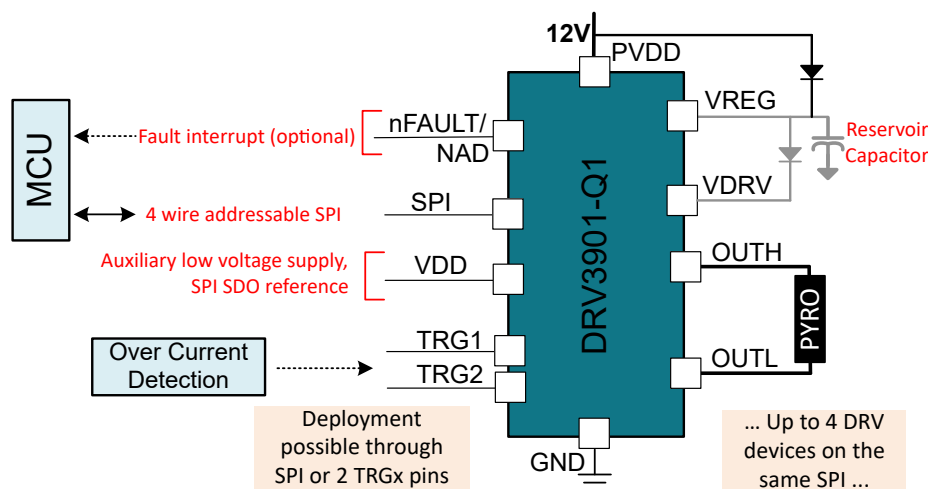 12V
PVDD
VREG
Reservoir
Capacitor
nFAULT/
NAD
Fault interrupt (optional)
MCU
DRV3901-Q1
VDRV
SPI
4 wire addressable SPI
OUTH
Auxiliary low voltage supply,
SPI SDO reference
VDD
PYRO
TRG1
Over Current
Detection
TRG2
OUTL
Deployment
possible through
SPI or 2 TRGx pins
GND
... Up to 4 DRV
devices on the
same SPI ...